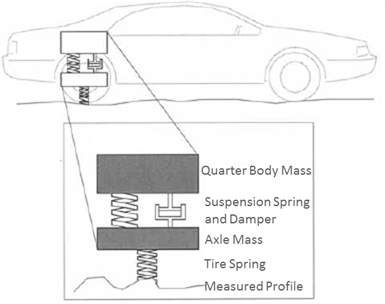 Quarter Body Mass
Suspension Spring
and Damper
Axle Mass
Tire Spring
Measured Profile